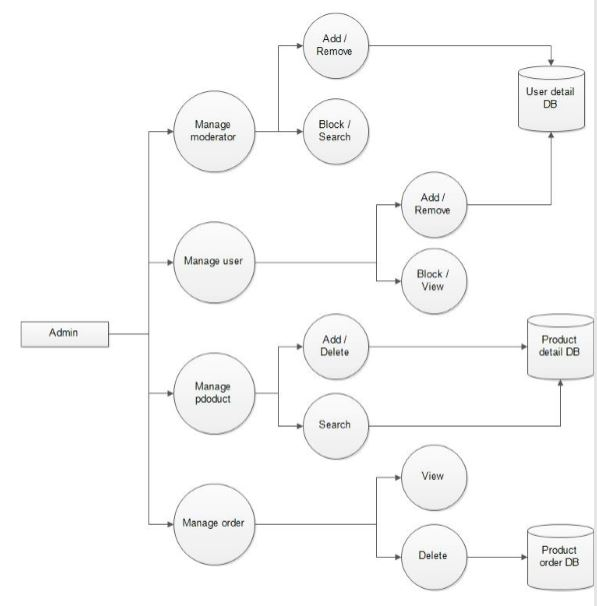 Add /
Remove
User detail
DB
Manage
moderator
Block /
Search
Add /
Remove
Manage user
Block /
View
Admin
Add /
Delete
Product
detail DB
Manage
pdoduct
Search
View
Manage order
Delete
Product
order DB